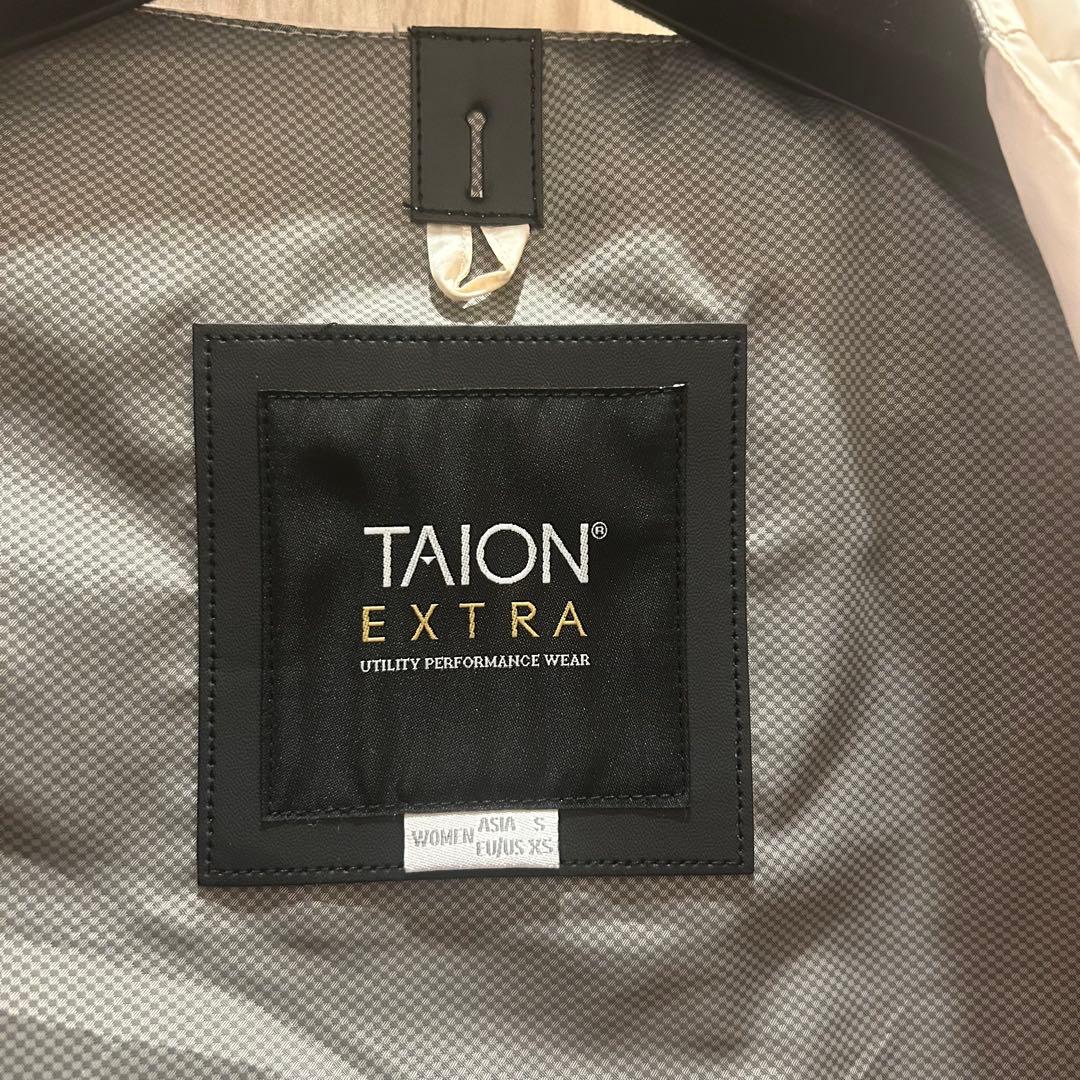 TAION®
EXTRA
UTILITY PERFORMANCE WEAR
WOMEN ASIA S
EU/US XS